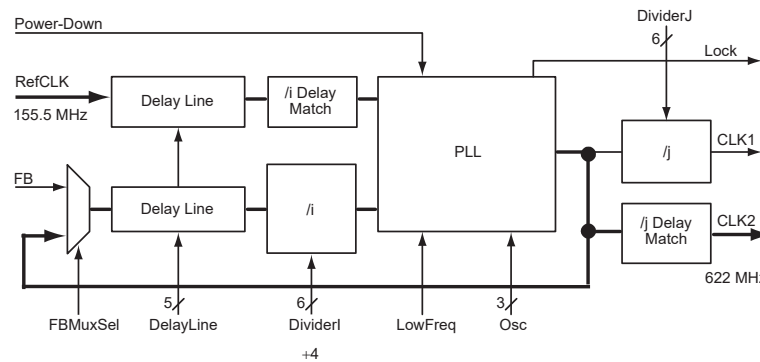 Power-Down
DividerJ
6
Lock
RefCLK
155.5 MHz
Delay Line
/i Delay
Match
PLL
/j
CLK1
FB
Delay Line
/i
/j Delay
Match
CLK2
622 MHz
5
6
3
FBMuxSel
DelayLine
DividerI
LowFreq
Osc
+4